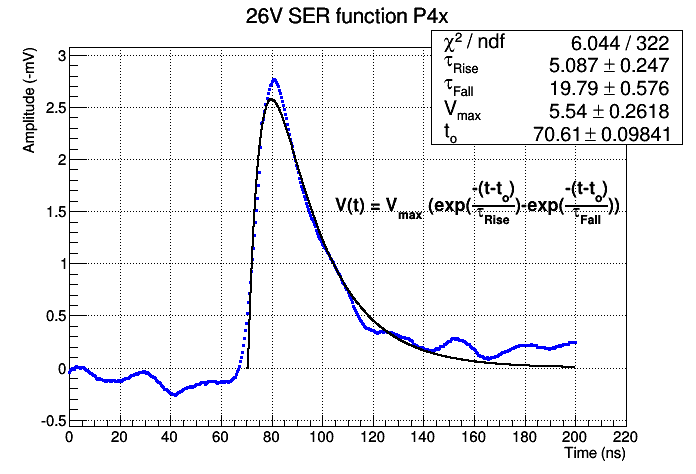 26V SER function P4x
χ² / ndf 6.044 / 322
τRise 5.087 ± 0.247
τFall 19.79 ± 0.576
Vmax 5.54 ± 0.2618
to 70.61 ± 0.09841
Amplitude (-mV)
3
2.5
2
1.5
1
0.5
0
-0.5
V(t) = Vmax (exp(-(t-to)/τRise)-exp(-(t-to)/τFall))
0 20 40 60 80 100 120 140 160 180 200 220
Time (ns)